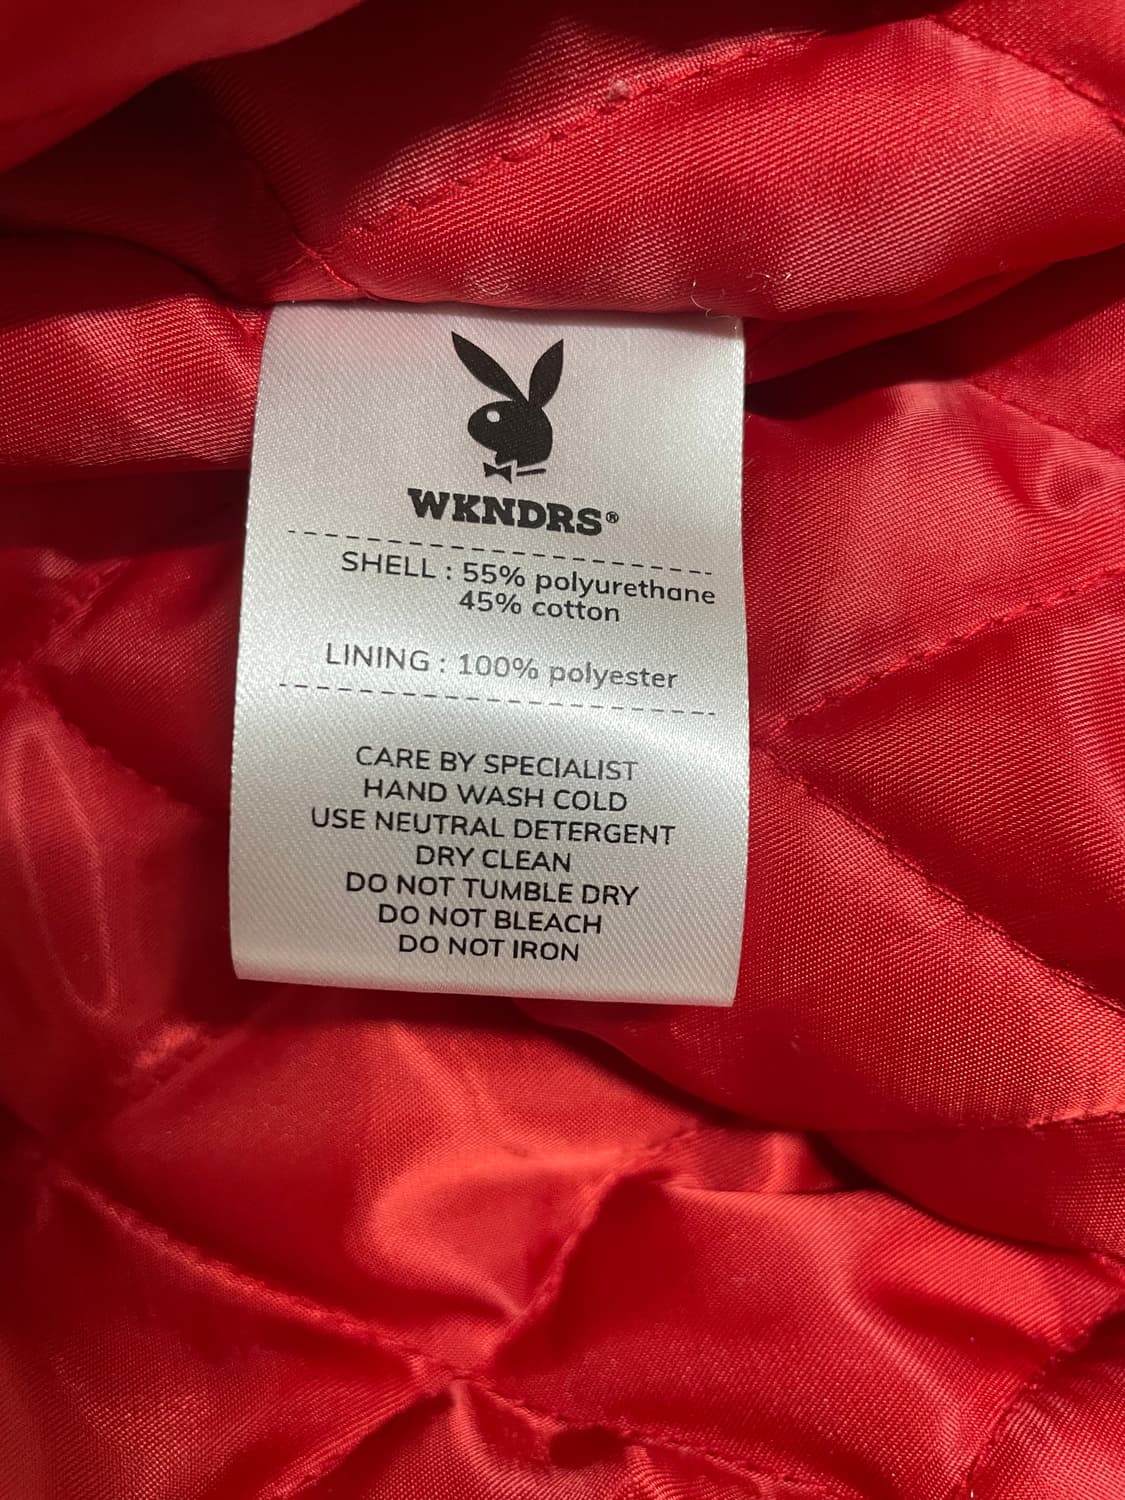 WKNDRS®
SHELL : 55% polyurethane
45% cotton
LINING : 100% polyester
CARE BY SPECIALIST
HAND WASH COLD
USE NEUTRAL DETERGENT
DRY CLEAN
DO NOT TUMBLE DRY
DO NOT BLEACH
DO NOT IRON